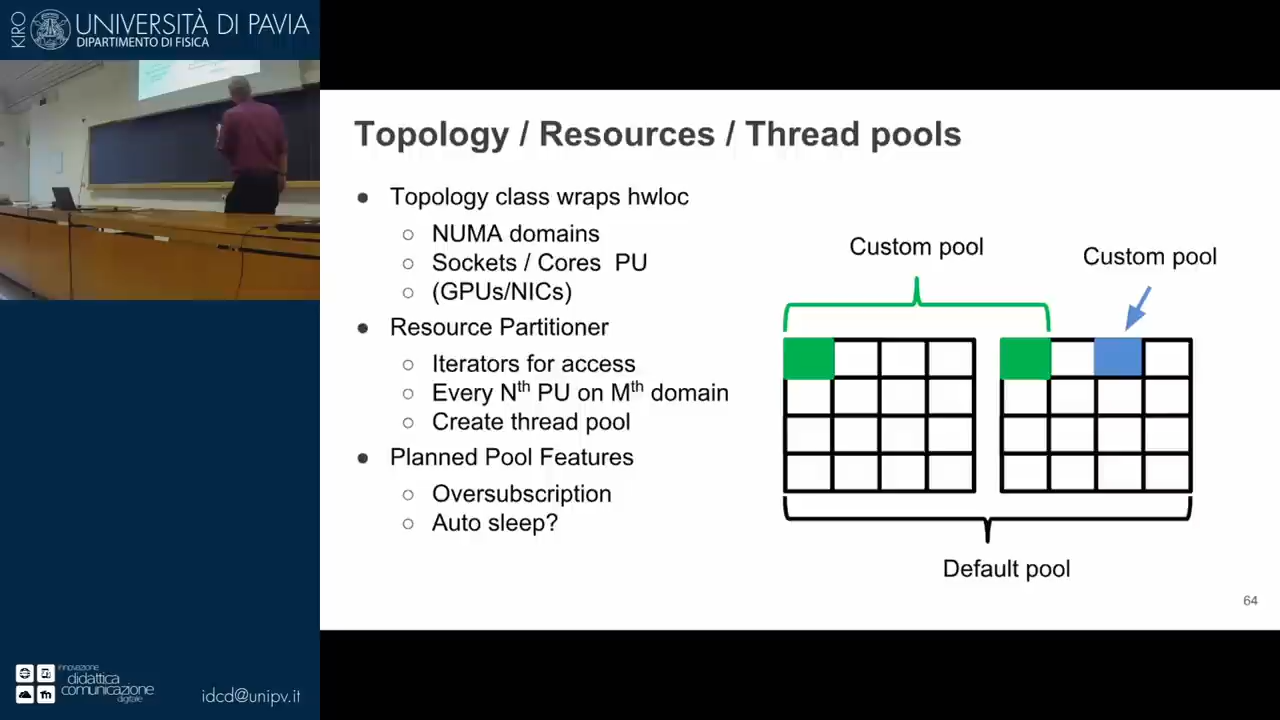 KIRO
UNIVERSITÀ DI PAVIA
DIPARTIMENTO DI FISICA
Topology / Resources / Thread pools
● Topology class wraps hwloc
○ NUMA domains
○ Sockets / Cores PU
○ (GPUs/NICs)
● Resource Partitioner
○ Iterators for access
○ Every Nth PU on Mth domain
○ Create thread pool
● Planned Pool Features
○ Oversubscription
○ Auto sleep?
Custom pool
Custom pool
Default pool
64
innovazione
didattica
comunicazione
digitale
idcd@unipv.it